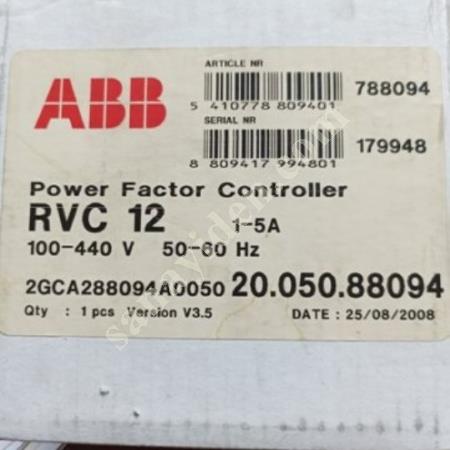 ABB
ARTICLE NR
788094
5 410778 809401
SERIAL NR
179948
8 809417 994801
Power Factor Controller
RVC 12 1-5A
100-440 V 50-60 Hz
2GCA288094A0050 20.050.88094
Qty : 1 pcs Version V3.5 DATE : 25/08/2008